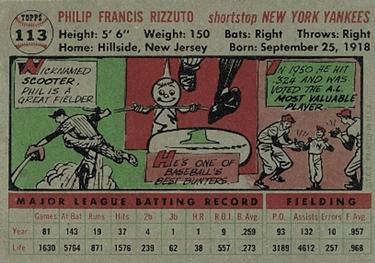 TOPPS
113
PHILIP FRANCIS RIZZUTO shortstop NEW YORK YANKEES
Height: 5' 6" Weight: 150 Bats: Right Throws: Right
Home: Hillside, New Jersey Born: September 25, 1918
NICKNAMED
SCOOTER,
PHIL IS A
GREAT FIELDER
1
HE'S ONE OF
BASEBALL'S
BEST BUNTERS.
IN 1950 HE HIT
.324 AND WAS
VOTED THE A.L.
MOST VALUABLE
PLAYER.
MAJOR LEAGUE BATTING RECORD FIELDING
Games At Bat Runs Hits 2b 3b H.R. R.B.I. B.Avg. P.O. Assists Errors F. Avg.
Year 81 143 19 37 4 1 1 9 .259 93 132 10 .957
Life 1630 5764 871 1576 239 62 38 557 .273 3189 4612 257 .968